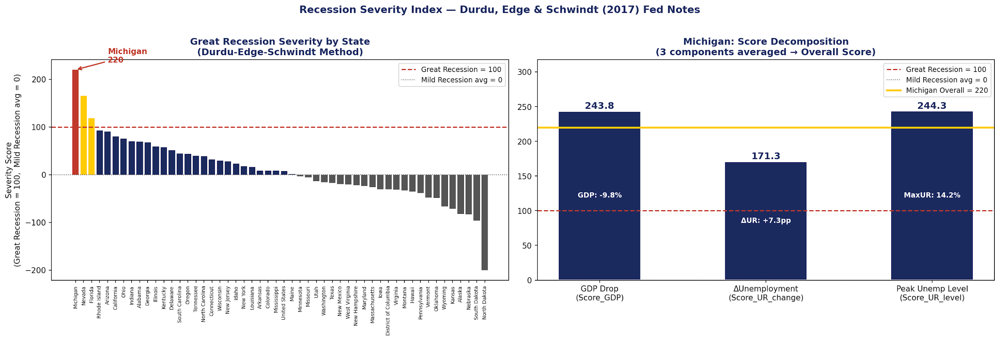 Recession Severity Index — Durdu, Edge & Schwindt (2017) Fed Notes
Great Recession Severity by State
(Durdu-Edge-Schwindt Method)
Michigan
220
Great Recession = 100
Mild Recession avg = 0
Severity Score
(Great Recession = 100, Mild Recession avg = 0)
200
100
0
−100
−200
Michigan
Nevada
Florida
Rhode Island
Arizona
California
Ohio
Indiana
Alabama
Georgia
Illinois
Kentucky
Delaware
South Carolina
Oregon
Tennessee
North Carolina
Connecticut
Wisconsin
New Jersey
Idaho
New York
Louisiana
Arkansas
Colorado
Mississippi
United States
Maine
Minnesota
Missouri
Utah
Washington
Texas
New Mexico
West Virginia
New Hampshire
Maryland
Massachusetts
Iowa
District of Columbia
Virginia
Montana
Hawaii
Pennsylvania
Vermont
Oklahoma
Wyoming
Kansas
Alaska
Nebraska
South Dakota
North Dakota
Michigan: Score Decomposition
(3 components averaged → Overall Score)
Great Recession = 100
Mild Recession avg = 0
Michigan Overall = 220
300
250
200
150
100
50
0
243.8
171.3
244.3
GDP: -9.8%
ΔUR: +7.3pp
MaxUR: 14.2%
GDP Drop
(Score_GDP)
ΔUnemployment
(Score_UR_change)
Peak Unemp Level
(Score_UR_level)